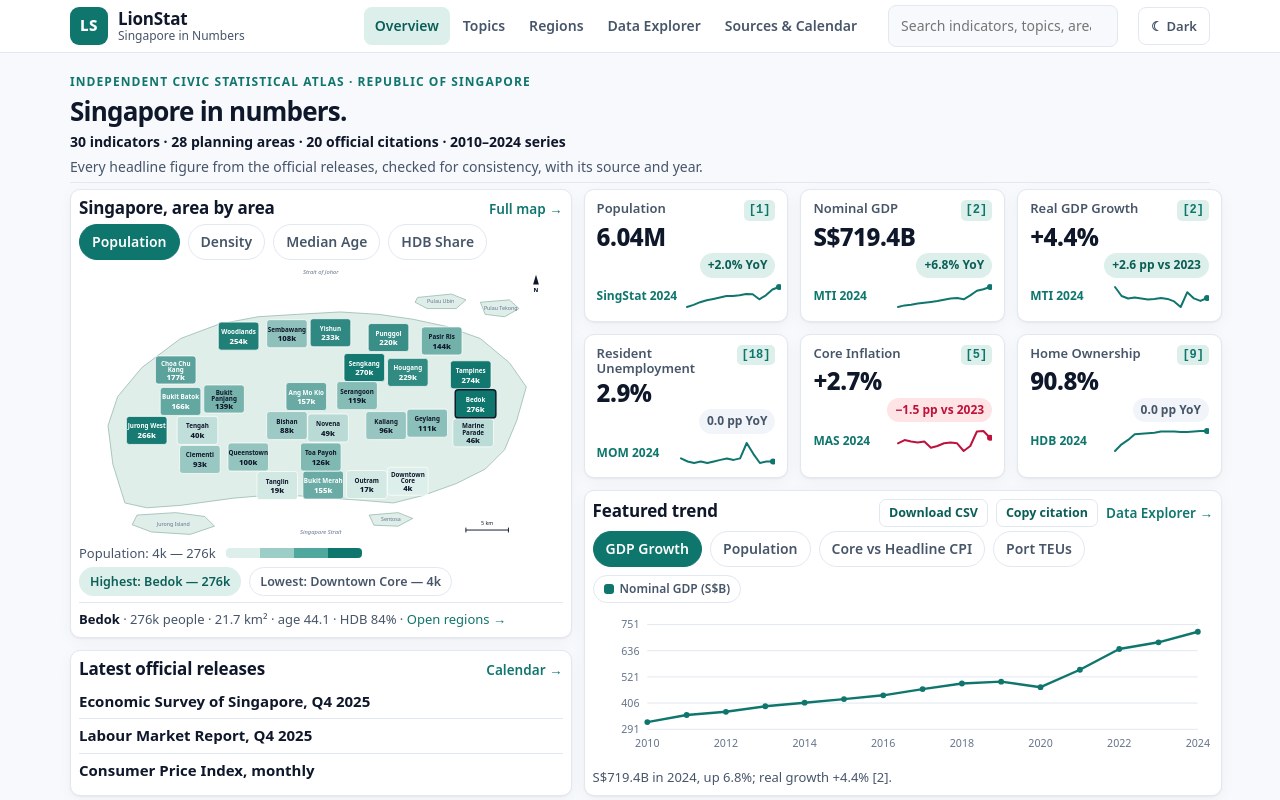 LS
LionStat
Singapore in Numbers
Overview
Topics
Regions
Data Explorer
Sources & Calendar
Search indicators, topics, are
☾ Dark
INDEPENDENT CIVIC STATISTICAL ATLAS · REPUBLIC OF SINGAPORE
Singapore in numbers.
30 indicators · 28 planning areas · 20 official citations · 2010–2024 series
Every headline figure from the official releases, checked for consistency, with its source and year.
Singapore, area by area
Full map →
Population
Density
Median Age
HDB Share
Strait of Johor
N
Pulau Ubin
Pulau Tekong
Woodlands
254k
Sembawang
108k
Yishun
233k
Punggol
220k
Pasir Ris
144k
Choa Chu
Kang
177k
Sengkang
270k
Hougang
229k
Tampines
274k
Bukit Batok
166k
Bukit
Panjang
139k
Ang Mo Kio
157k
Serangoon
119k
Bedok
276k
Jurong West
266k
Tengah
40k
Bishan
88k
Novena
49k
Kallang
96k
Geylang
111k
Marine
Parade
46k
Clementi
93k
Queenstown
100k
Toa Payoh
126k
Tanglin
19k
Bukit Merah
155k
Outram
17k
Downtown
Core
4k
Jurong Island
Sentosa
Singapore Strait
5 km
Population: 4k — 276k
Highest: Bedok — 276k
Lowest: Downtown Core — 4k
Bedok · 276k people · 21.7 km² · age 44.1 · HDB 84% · Open regions →
Latest official releases
Calendar →
Economic Survey of Singapore, Q4 2025
Labour Market Report, Q4 2025
Consumer Price Index, monthly
Population
[1]
6.04M
+2.0% YoY
SingStat 2024
Nominal GDP
[2]
S$719.4B
+6.8% YoY
MTI 2024
Real GDP Growth
[2]
+4.4%
+2.6 pp vs 2023
MTI 2024
Resident
Unemployment
[18]
2.9%
0.0 pp YoY
MOM 2024
Core Inflation
[5]
+2.7%
−1.5 pp vs 2023
MAS 2024
Home Ownership
[9]
90.8%
0.0 pp YoY
HDB 2024
Featured trend
Download CSV
Copy citation
Data Explorer →
GDP Growth
Population
Core vs Headline CPI
Port TEUs
Nominal GDP (S$B)
751
636
521
406
291
2010
2012
2014
2016
2018
2020
2022
2024
S$719.4B in 2024, up 6.8%; real growth +4.4% [2].